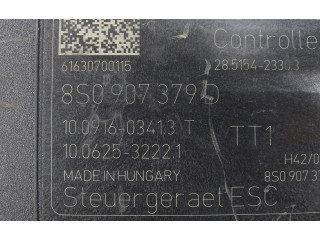 Controlle
61630700115
28.5154-2330.3
8S0 907 379 D
10.0916-0341.3 T
TT1
10.0625-3222.1
H42/0
MADE IN HUNGARY
8S0 907 37
Steuergeraet ESC